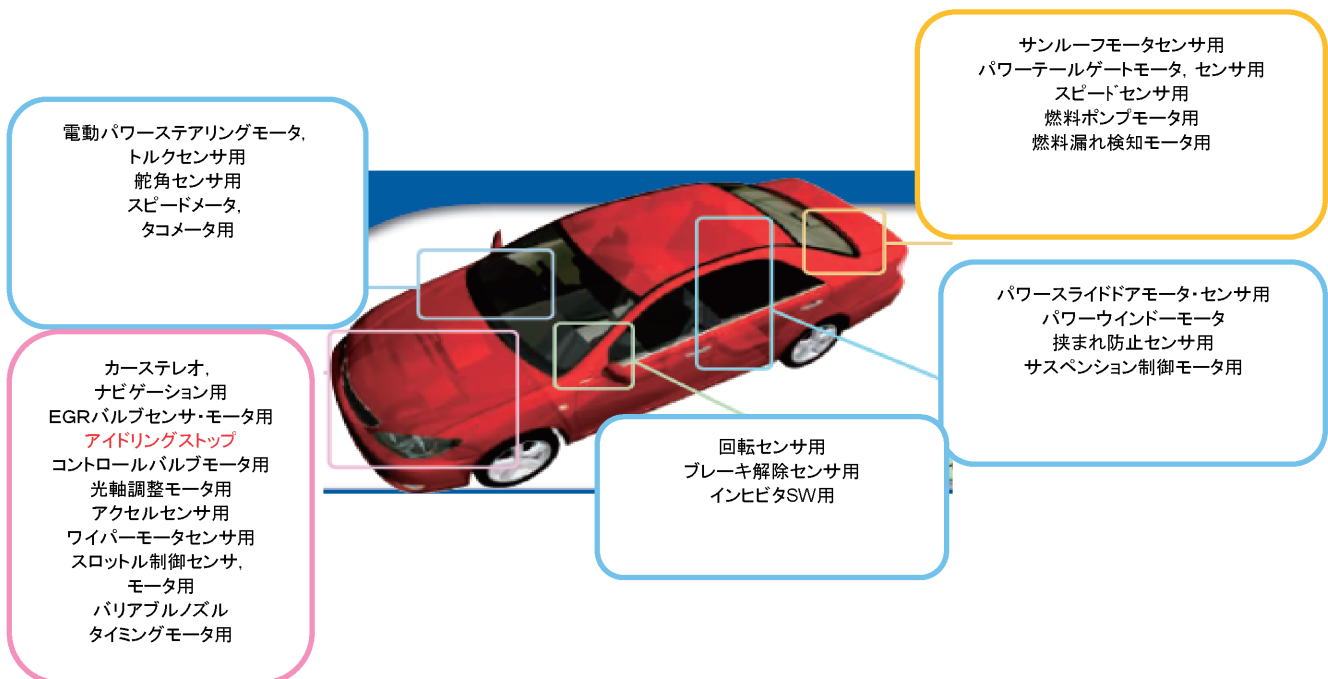 電動パワーステアリングモータ,
トルクセンサ用
舵角センサ用
スピードメータ,
タコメータ用
カーステレオ,
ナビゲーション用
EGRバルブセンサ・モータ用
アイドリングストップ
コントロールバルブモータ用
光軸調整モータ用
アクセルセンサ用
ワイパーモータセンサ用
スロットル制御センサ,
モータ用
バリアブルノズル
タイミングモータ用
サンルーフモータセンサ用
パワーテールゲートモータ, センサ用
スピードセンサ用
燃料ポンプモータ用
燃料漏れ検知モータ用
パワースライドドアモータ・センサ用
パワーウインドーモータ
挟まれ防止センサ用
サスペンション制御モータ用
回転センサ用
ブレーキ解除センサ用
インヒビタSW用